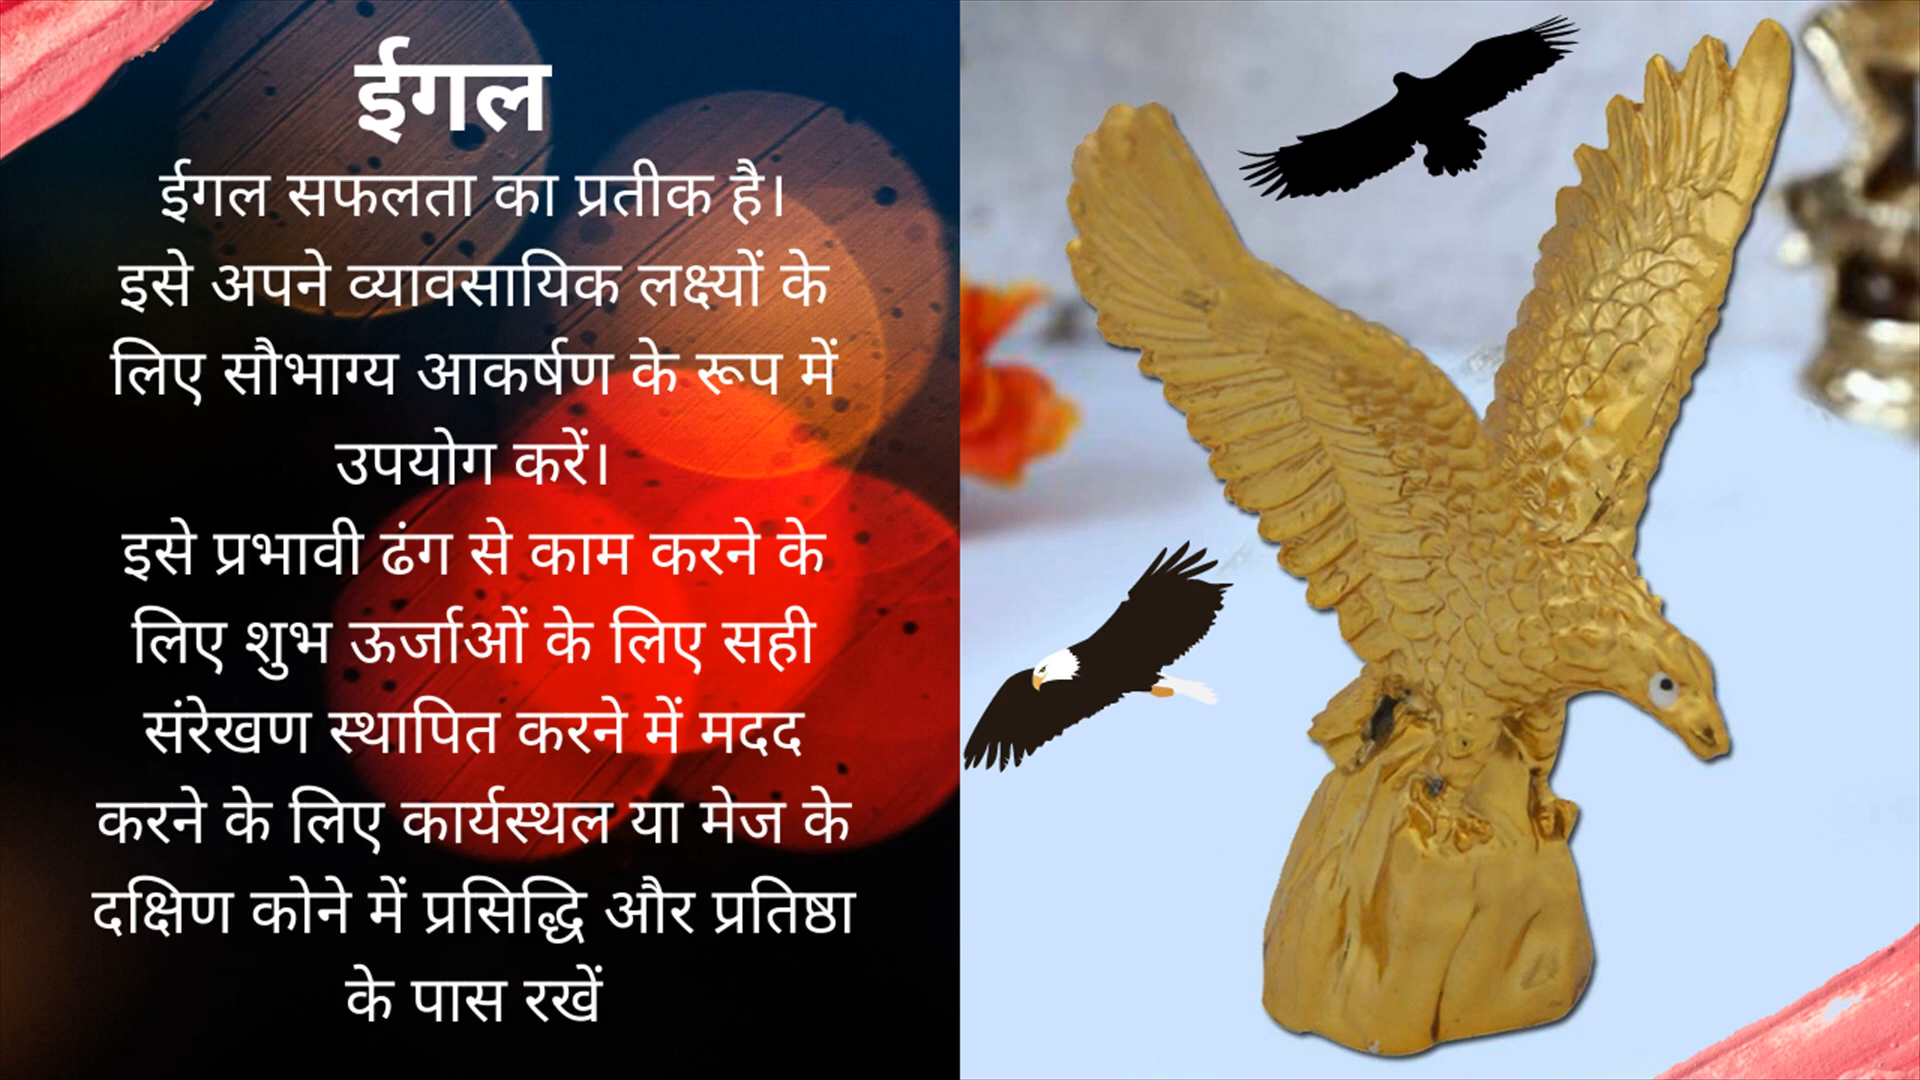 ईगल
ईगल सफलता का प्रतीक है।
इसे अपने व्यावसायिक लक्ष्यों के
लिए सौभाग्य आकर्षण के रूप में
उपयोग करें।
इसे प्रभावी ढंग से काम करने के
लिए शुभ ऊर्जाओं के लिए सही
संरेखण स्थापित करने में मदद
करने के लिए कार्यस्थल या मेज के
दक्षिण कोने में प्रसिद्धि और प्रतिष्ठा
के पास रखें